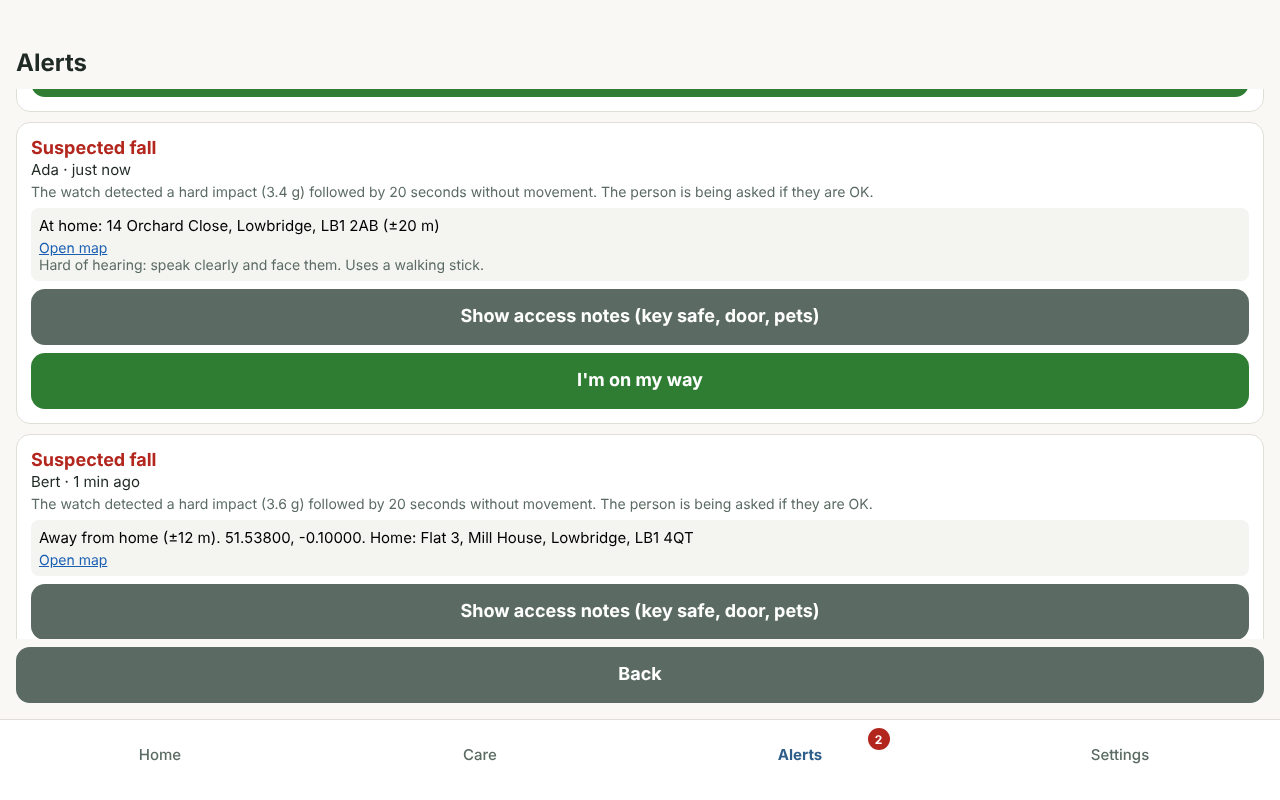 Alerts
Suspected fall
Ada · just now
The watch detected a hard impact (3.4 g) followed by 20 seconds without movement. The person is being asked if they are OK.
At home: 14 Orchard Close, Lowbridge, LB1 2AB (±20 m)
Open map
Hard of hearing: speak clearly and face them. Uses a walking stick.
Show access notes (key safe, door, pets)
I'm on my way
Suspected fall
Bert · 1 min ago
The watch detected a hard impact (3.6 g) followed by 20 seconds without movement. The person is being asked if they are OK.
Away from home (±12 m). 51.53800, -0.10000. Home: Flat 3, Mill House, Lowbridge, LB1 4QT
Open map
Show access notes (key safe, door, pets)
Back
Home
Care
Alerts
2
Settings